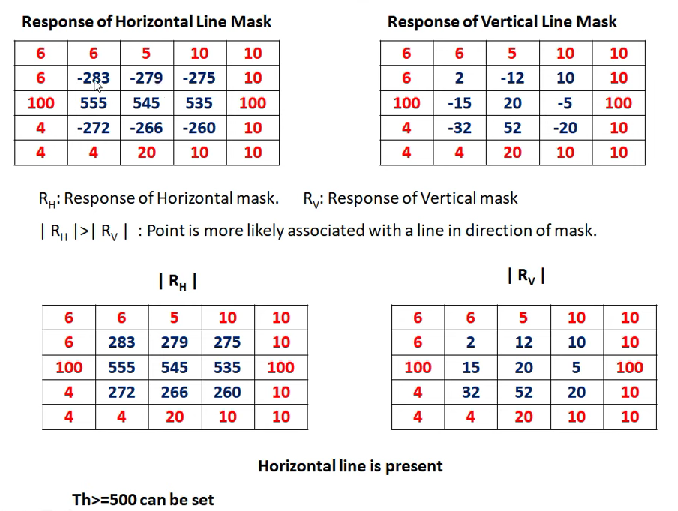 Response of Horizontal Line Mask Response of Vertical Line Mask
6 6 5 10 10 6 6 5 10 10
6 -283 -279 -275 10 6 2 -12 10 10
100 555 545 535 100 100 -15 20 -5 100
4 -272 -266 -260 10 4 -32 52 -20 10
4 4 20 10 10 4 4 20 10 10
RH: Response of Horizontal mask. RV: Response of Vertical mask
| RH |>| RV | : Point is more likely associated with a line in direction of mask.
| RH | | RV |
6 6 5 10 10 6 6 5 10 10
6 283 279 275 10 6 2 12 10 10
100 555 545 535 100 100 15 20 5 100
4 272 266 260 10 4 32 52 20 10
4 4 20 10 10 4 4 20 10 10
Horizontal line is present
Th>=500 can be set